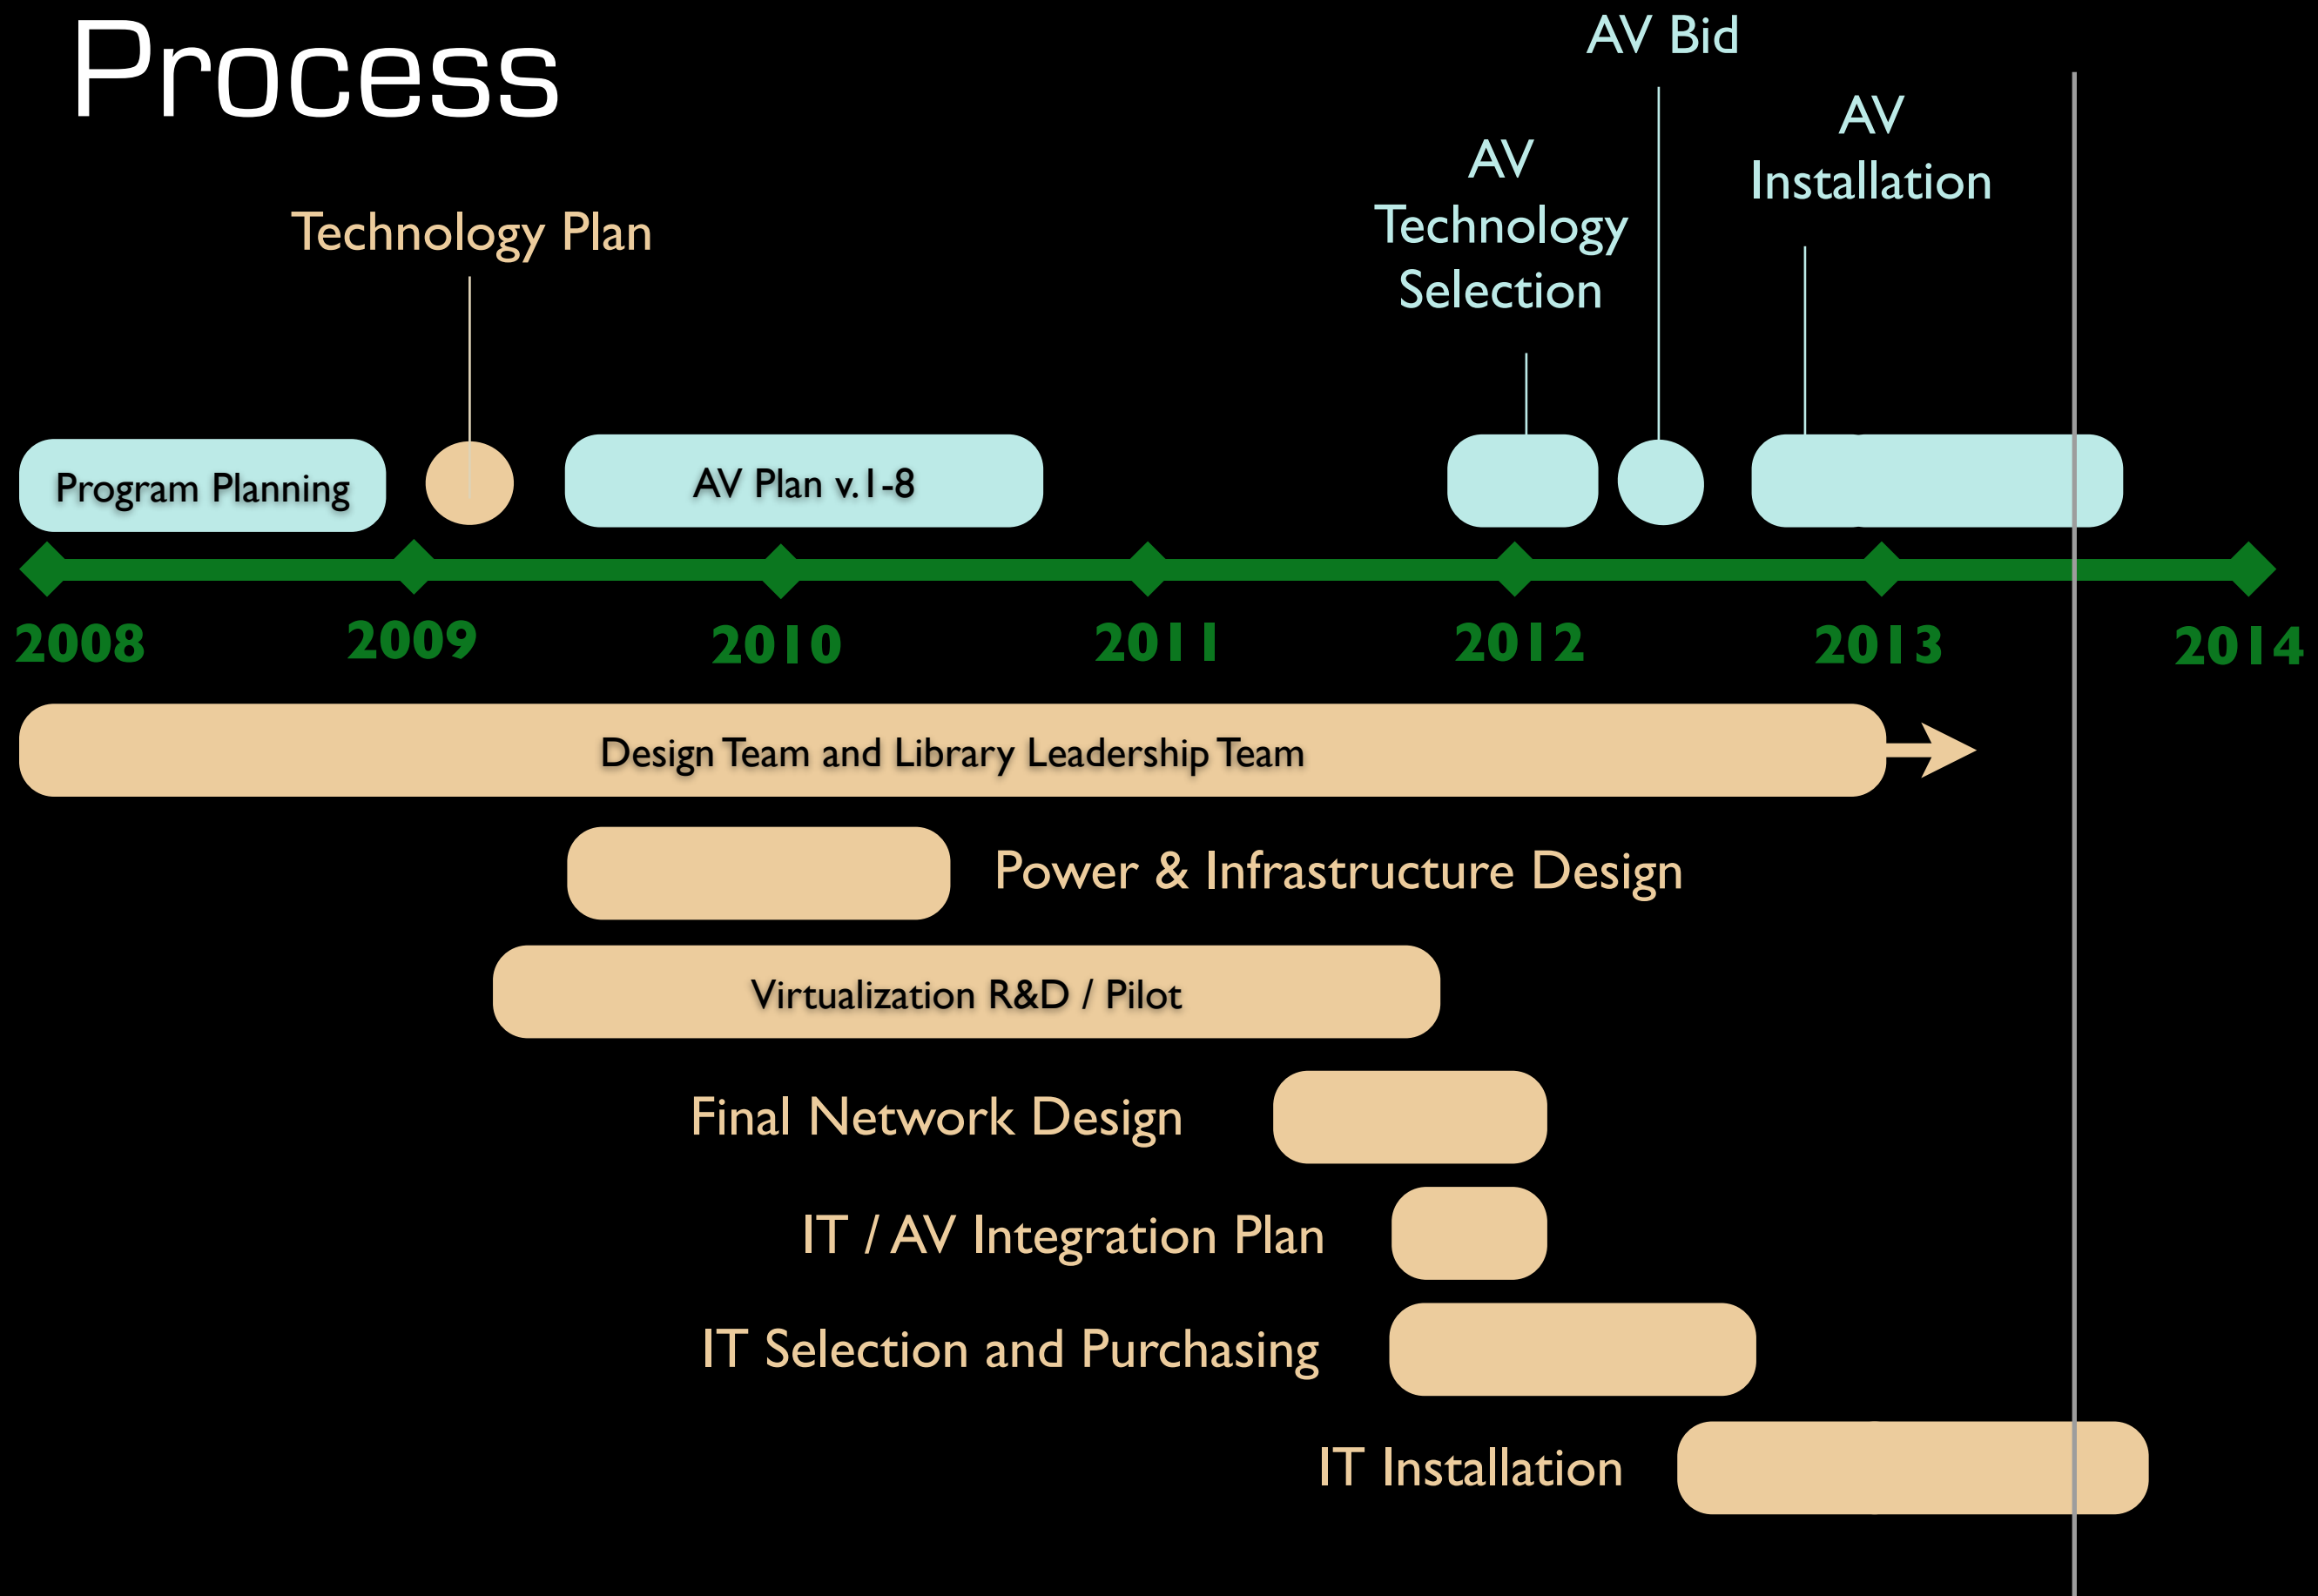 Process
AV Bid
AV
Installation
AV
Technology
Selection
Technology Plan
Program Planning
AV Plan v.1-8
2008
2009
2010
2011
2012
2013
2014
Design Team and Library Leadership Team
Power & Infrastructure Design
Virtualization R&D / Pilot
Final Network Design
IT / AV Integration Plan
IT Selection and Purchasing
IT Installation